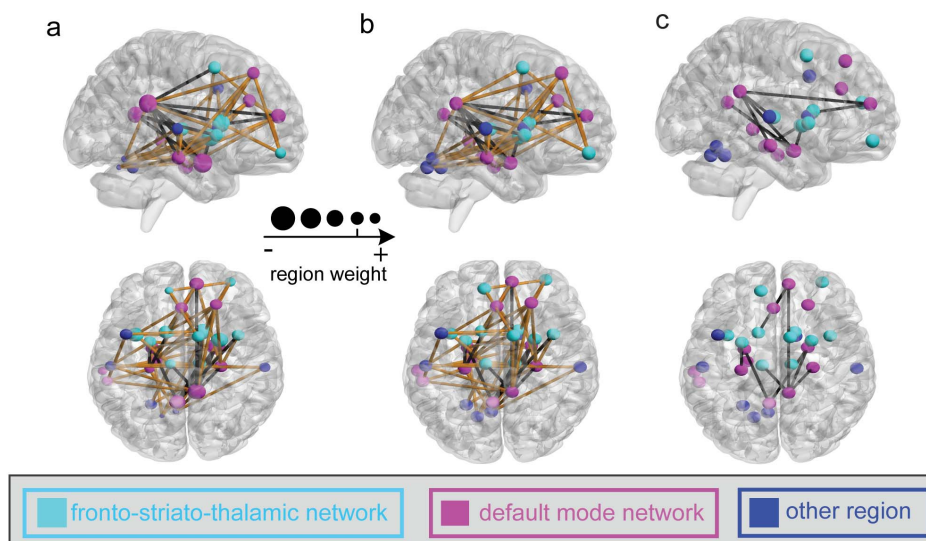 a
b
c
- +
region weight
fronto-striato-thalamic network
default mode network
other region